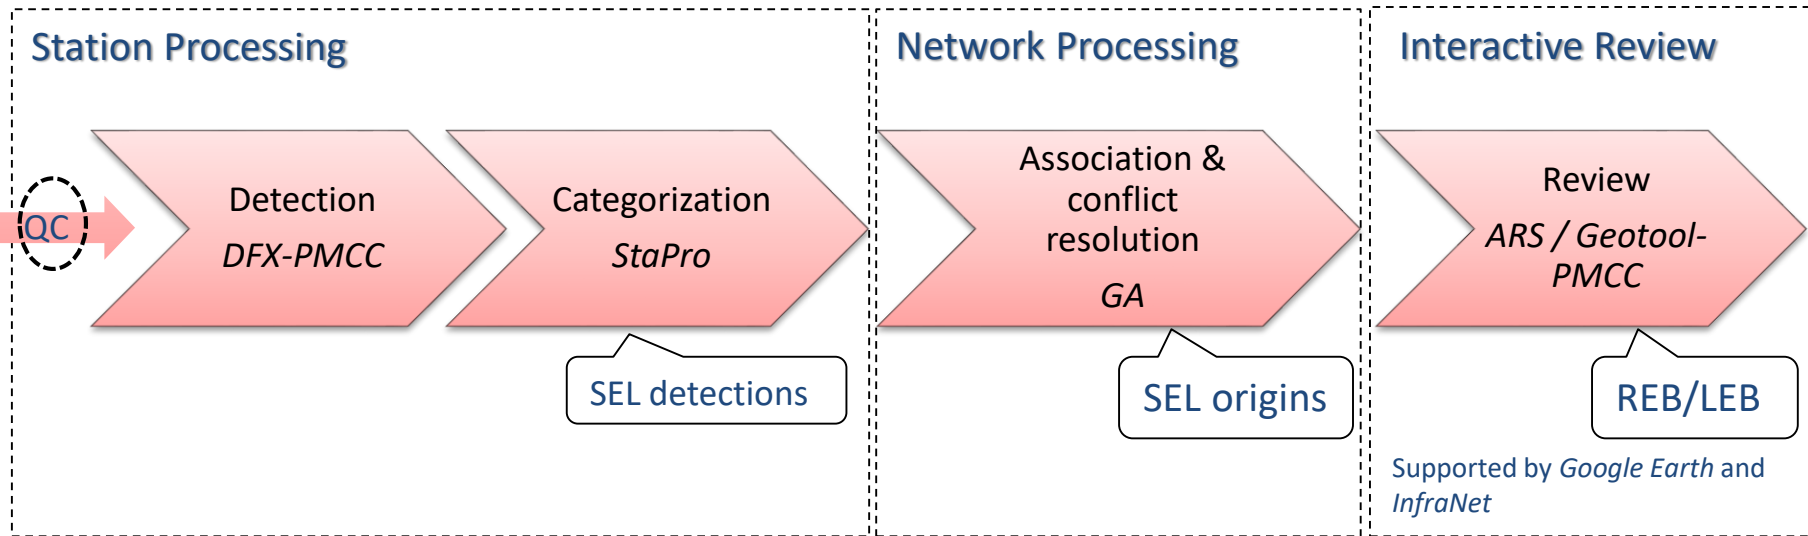 Station Processing
Network Processing
Interactive Review
QC
Detection
DFX-PMCC
Categorization
StaPro
Association &
conflict
resolution
GA
Review
ARS / Geotool-
PMCC
SEL detections
SEL origins
REB/LEB
Supported by Google Earth and
InfraNet